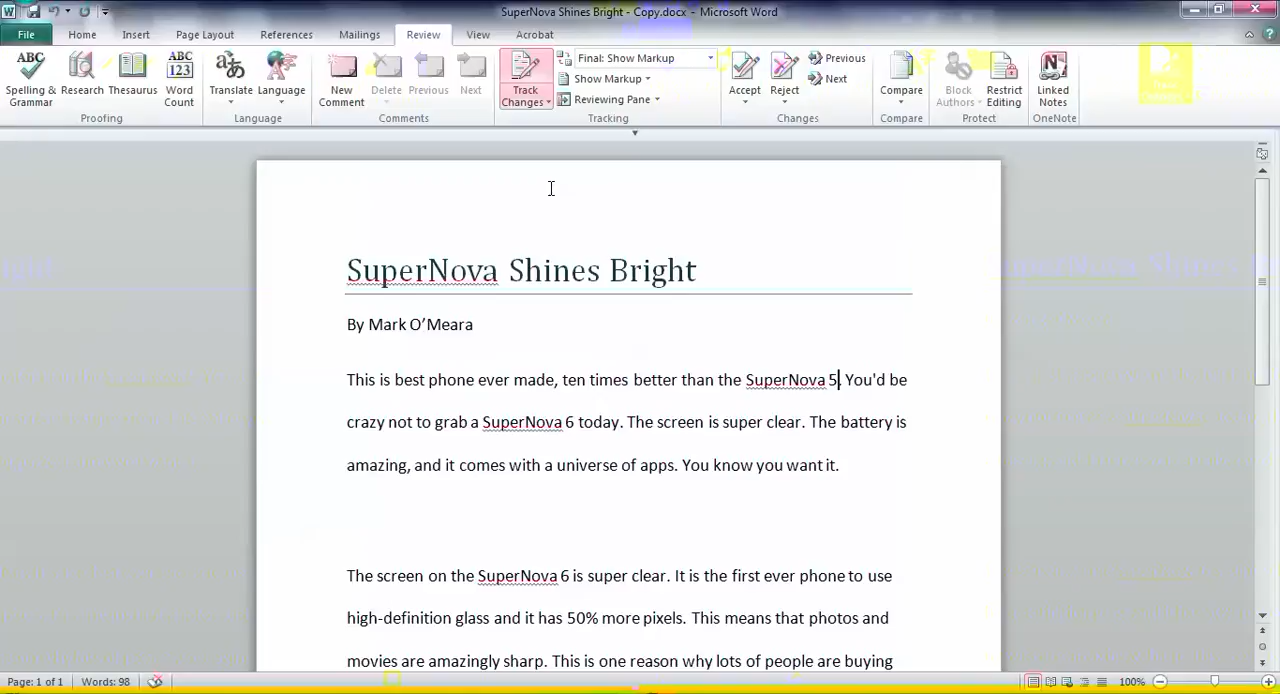 SuperNova Shines Bright - Copy.docx - Microsoft Word
File Home Insert Page Layout References Mailings Review View Acrobat
Spelling & Grammar
Research
Thesaurus
Word Count
Translate
Language
New Comment
Delete
Previous
Next
Track Changes
Final: Show Markup
Show Markup
Reviewing Pane
Accept
Reject
Previous
Next
Compare
Block Authors
Restrict Editing
Linked Notes
Proofing Language Comments Tracking Changes Compare Protect OneNote
SuperNova Shines Bright
By Mark O’Meara
This is best phone ever made, ten times better than the SuperNova 5. You'd be
crazy not to grab a SuperNova 6 today. The screen is super clear. The battery is
amazing, and it comes with a universe of apps. You know you want it.
The screen on the SuperNova 6 is super clear. It is the first ever phone to use
high-definition glass and it has 50% more pixels. This means that photos and
movies are amazingly sharp. This is one reason why lots of people are buying
Page: 1 of 1 Words: 98 100%